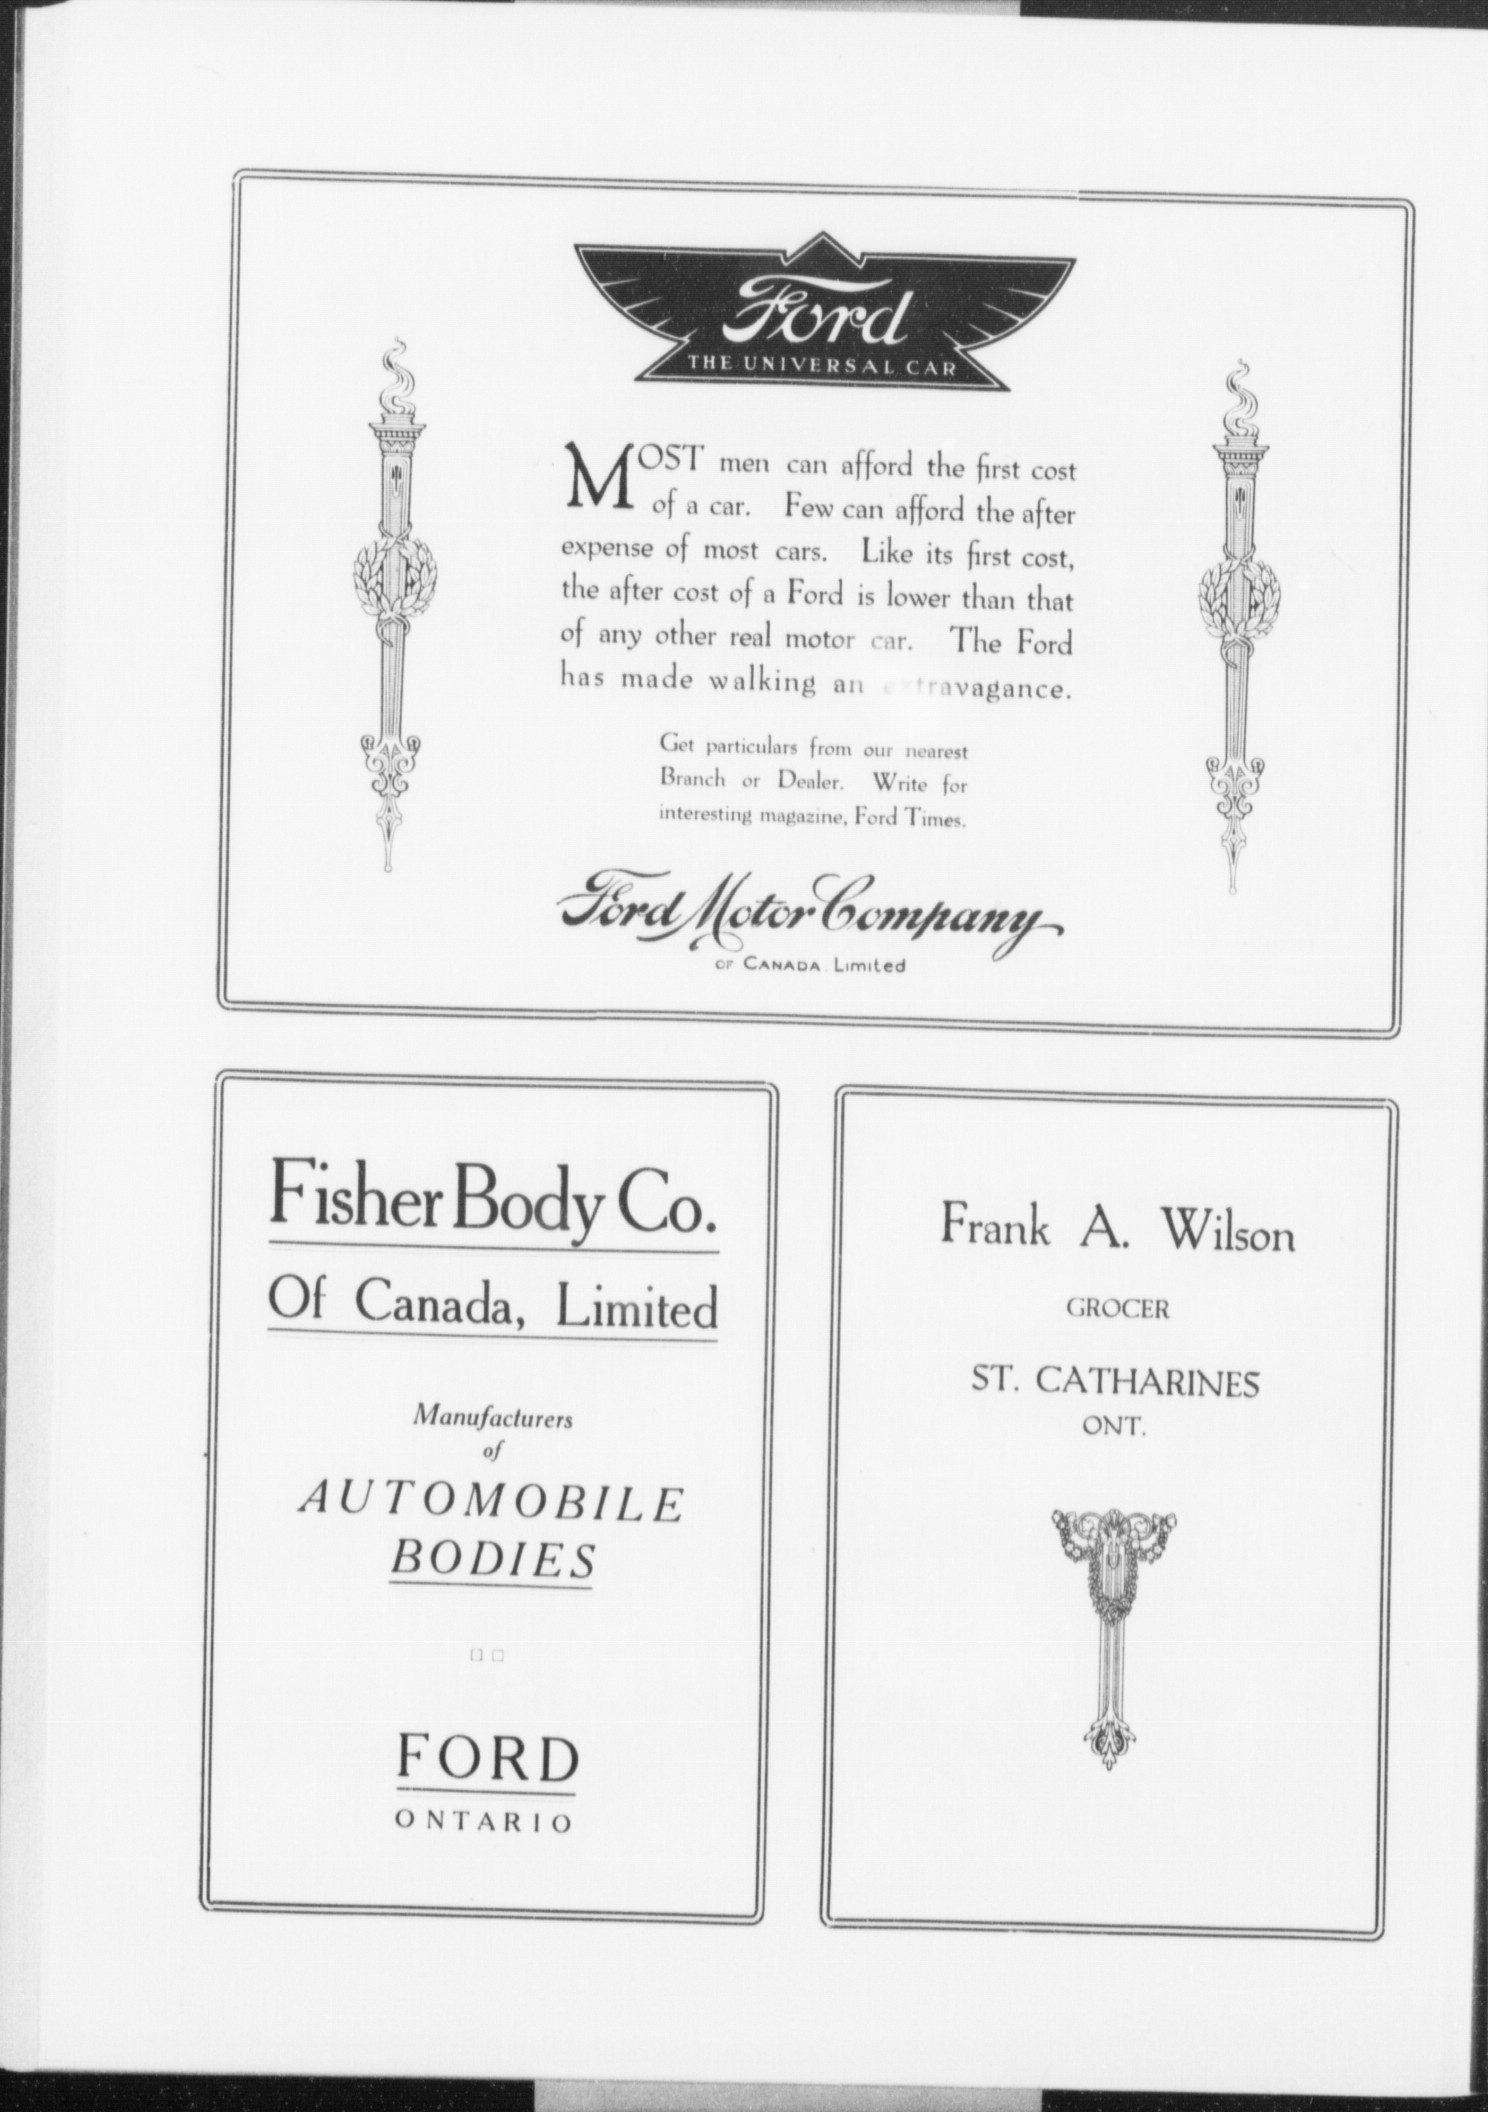 Ford
THE UNIVERSAL CAR
MOST men can afford the first cost
of a car. Few can afford the after
expense of most cars. Like its first cost,
the after cost of a Ford is lower than that
of any other real motor car. The Ford
has made walking an extravagance.
Get particulars from our nearest
Branch or Dealer. Write for
interesting magazine, Ford Times.
Ford Motor Company
OF CANADA Limited
Fisher Body Co.
Of Canada, Limited
Manufacturers
of
AUTOMOBILE
BODIES
FORD
ONTARIO
Frank A. Wilson
GROCER
ST. CATHARINES
ONT.